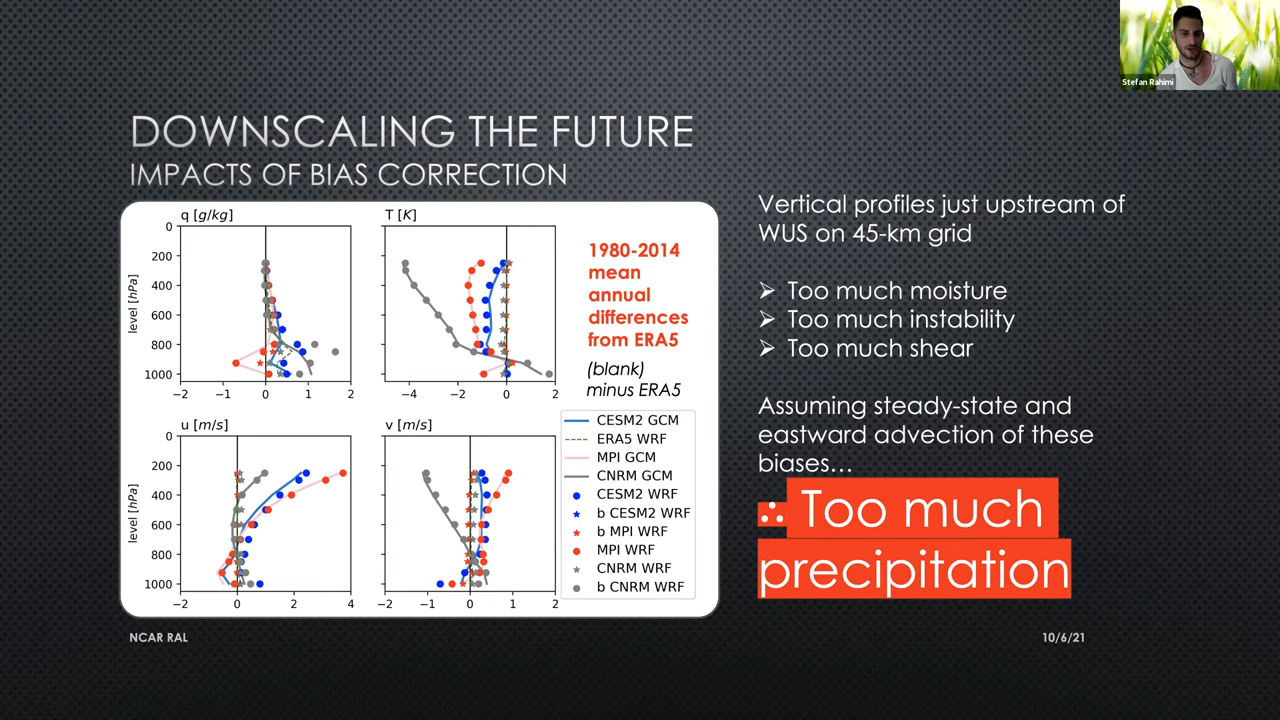 Stefan Rahimi
DOWNSCALING THE FUTURE
IMPACTS OF BIAS CORRECTION
q [g/kg]
0
200
400
600
800
1000
level [hPa]
−2 −1 0 1 2
T [K]
−4 −2 0 2
1980-2014
mean
annual
differences
from ERA5
(blank)
minus ERA5
u [m/s]
0
200
400
600
800
1000
level [hPa]
−2 0 2 4
v [m/s]
−2 −1 0 1 2
CESM2 GCM
ERA5 WRF
MPI GCM
CNRM GCM
CESM2 WRF
b CESM2 WRF
b MPI WRF
MPI WRF
CNRM WRF
b CNRM WRF
Vertical profiles just upstream of
WUS on 45-km grid
➢ Too much moisture
➢ Too much instability
➢ Too much shear
Assuming steady-state and
eastward advection of these
biases…
∴ Too much
precipitation
NCAR RAL
10/6/21